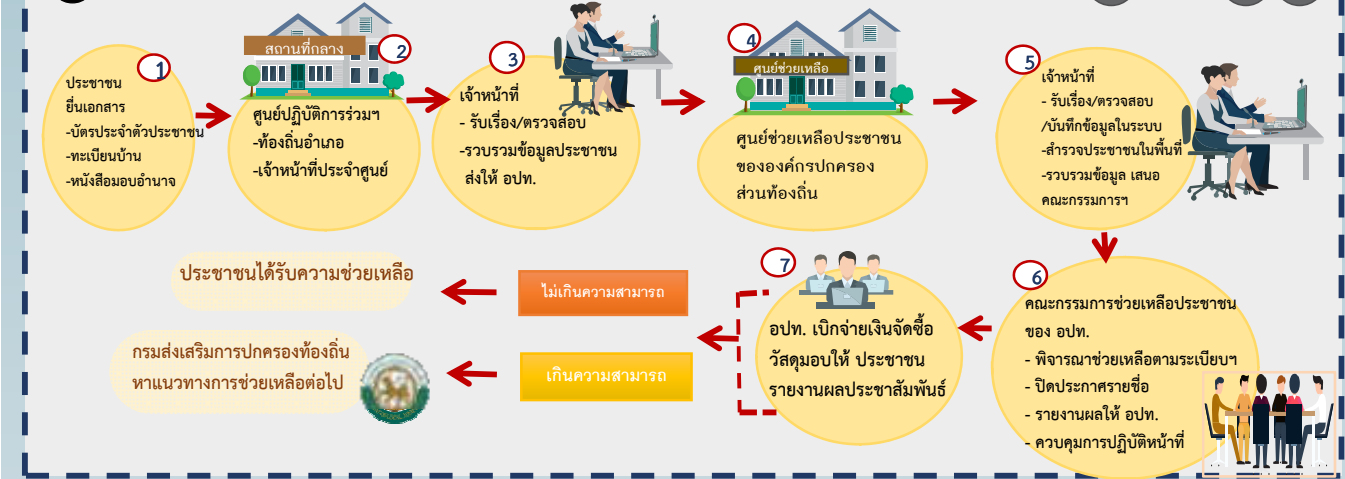 1
ประชาชน
ยื่นเอกสาร
-บัตรประจำตัวประชาชน
-ทะเบียนบ้าน
-หนังสือมอบอำนาจ
สถานที่กลาง
2
ศูนย์ปฏิบัติการร่วมฯ
-ท้องถิ่นอำเภอ
-เจ้าหน้าที่ประจำศูนย์
3
เจ้าหน้าที่
- รับเรื่อง/ตรวจสอบ
-รวบรวมข้อมูลประชาชน
ส่งให้ อปท.
4
ศูนย์ช่วยเหลือ
ศูนย์ช่วยเหลือประชาชน
ขององค์กรปกครอง
ส่วนท้องถิ่น
5
เจ้าหน้าที่
- รับเรื่อง/ตรวจสอบ
/บันทึกข้อมูลในระบบ
-สำรวจประชาชนในพื้นที่
-รวบรวมข้อมูล เสนอ
คณะกรรมการฯ
6
คณะกรรมการช่วยเหลือประชาชน
ของ อปท.
- พิจารณาช่วยเหลือตามระเบียบฯ
- ปิดประกาศรายชื่อ
- รายงานผลให้ อปท.
- ควบคุมการปฏิบัติหน้าที่
7
อปท. เบิกจ่ายเงินจัดซื้อ
วัสดุมอบให้ ประชาชน
รายงานผลประชาสัมพันธ์
ไม่เกินความสามารถ
ประชาชนได้รับความช่วยเหลือ
เกินความสามารถ
กรมส่งเสริมการปกครองท้องถิ่น
หาแนวทางการช่วยเหลือต่อไป